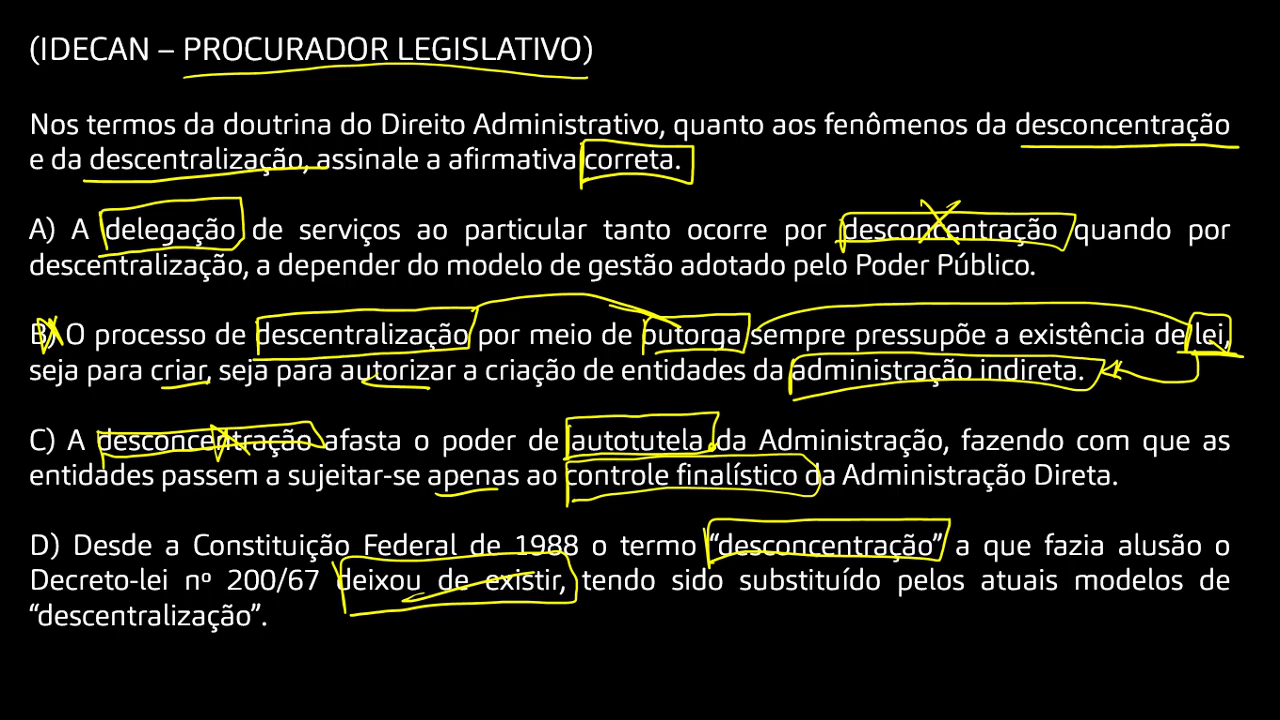 (IDECAN – PROCURADOR LEGISLATIVO)
Nos termos da doutrina do Direito Administrativo, quanto aos fenômenos da desconcentração
e da descentralização, assinale a afirmativa correta.
A) A delegação de serviços ao particular tanto ocorre por desconcentração quando por
descentralização, a depender do modelo de gestão adotado pelo Poder Público.
B) O processo de descentralização por meio de outorga sempre pressupõe a existência de lei,
seja para criar, seja para autorizar a criação de entidades da administração indireta.
C) A desconcentração afasta o poder de autotutela da Administração, fazendo com que as
entidades passem a sujeitar-se apenas ao controle finalístico da Administração Direta.
D) Desde a Constituição Federal de 1988 o termo “desconcentração” a que fazia alusão o
Decreto-lei nº 200/67 deixou de existir, tendo sido substituído pelos atuais modelos de
“descentralização”.